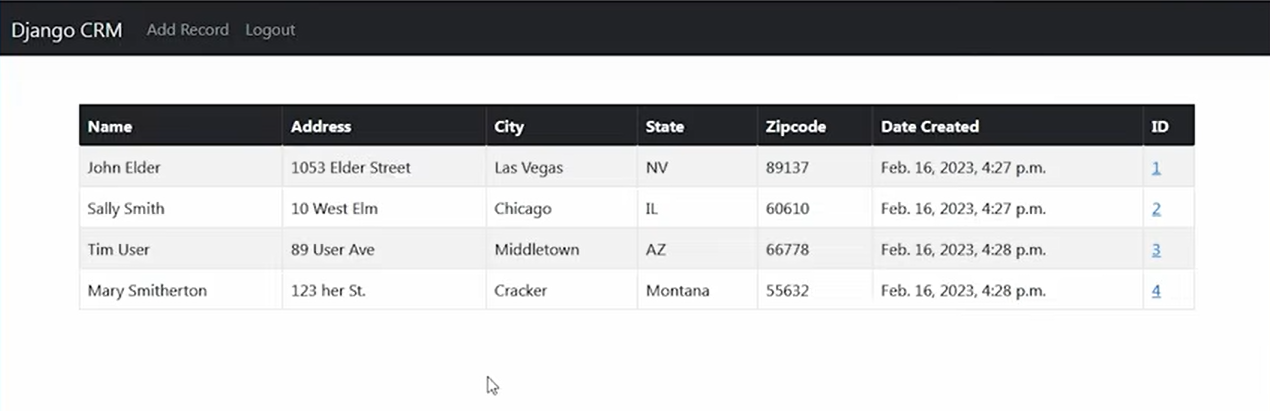 Django CRM Add Record Logout
Name Address City State Zipcode Date Created ID
John Elder 1053 Elder Street Las Vegas NV 89137 Feb. 16, 2023, 4:27 p.m. 1
Sally Smith 10 West Elm Chicago IL 60610 Feb. 16, 2023, 4:27 p.m. 2
Tim User 89 User Ave Middletown AZ 66778 Feb. 16, 2023, 4:28 p.m. 3
Mary Smitherton 123 her St. Cracker Montana 55632 Feb. 16, 2023, 4:28 p.m. 4